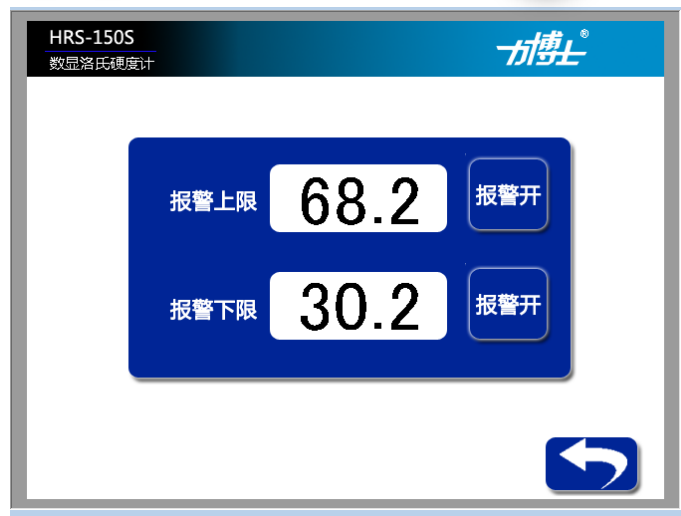 HRS-150S
数显洛氏硬度计
力博士®
报警上限 68.2 报警开
报警下限 30.2 报警开